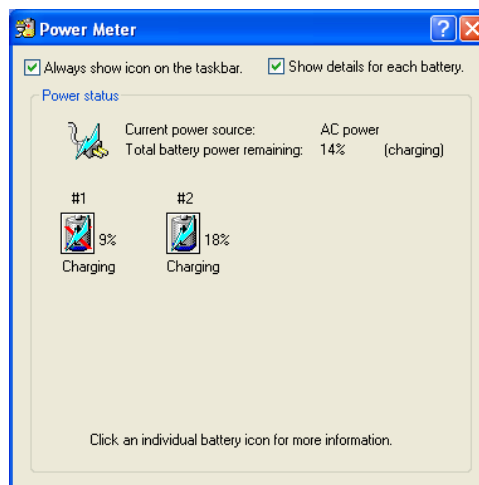 Power Meter
Always show icon on the taskbar. Show details for each battery.
Power status
Current power source: AC power
Total battery power remaining: 14% (charging)
#1 #2
9% 18%
Charging Charging
Click an individual battery icon for more information.